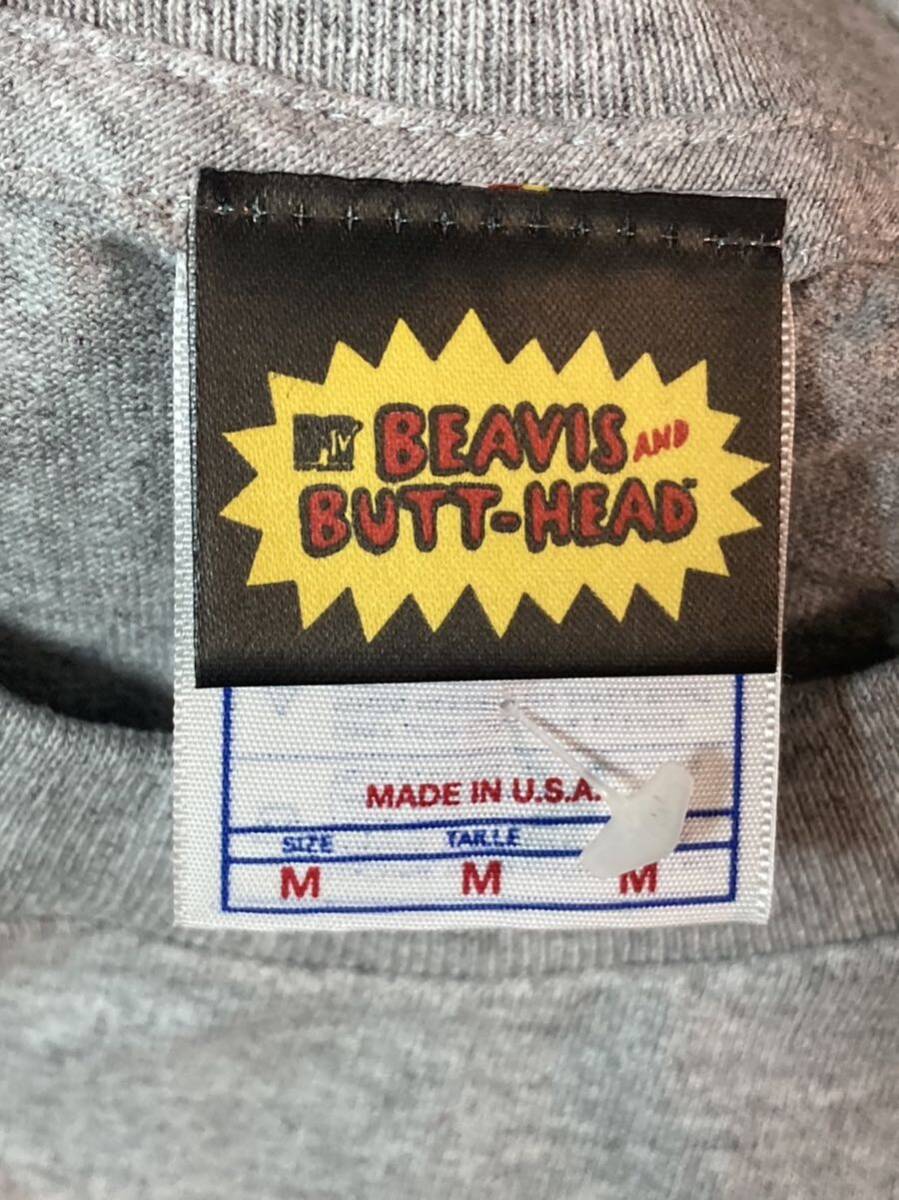 MTV BEAVIS AND
BUTT-HEAD
MADE IN U.S.A.
SIZE TAILLE
M M M